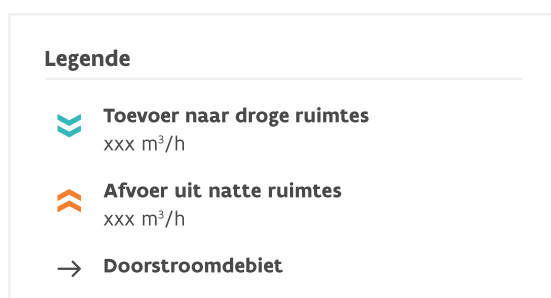 Legende
Toevoer naar droge ruimtes
xxx m³/h
Afvoer uit natte ruimtes
xxx m³/h
Doorstroomdebiet